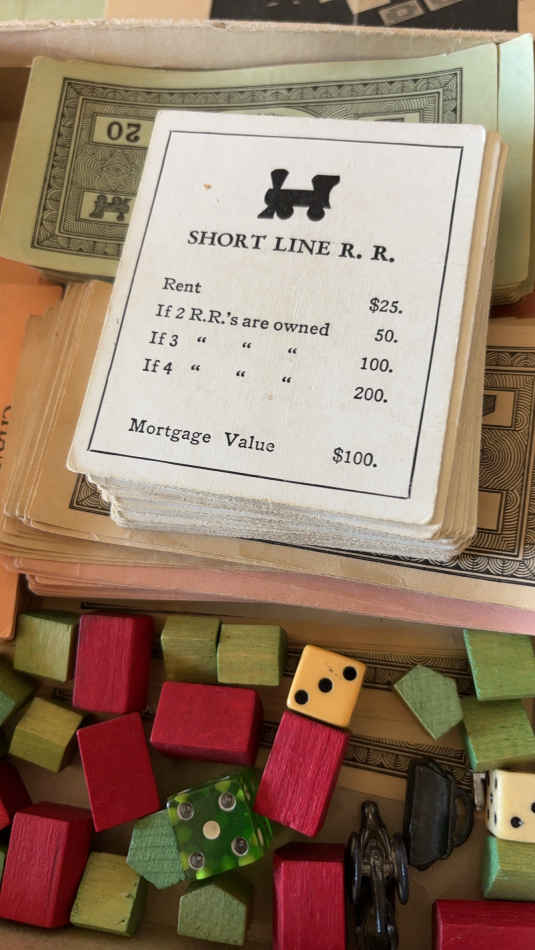 20
SHORT LINE R. R.
Rent $25.
If 2 R.R.'s are owned 50.
If 3 “ “ “ 100.
If 4 “ “ “ 200.
Mortgage Value $100.